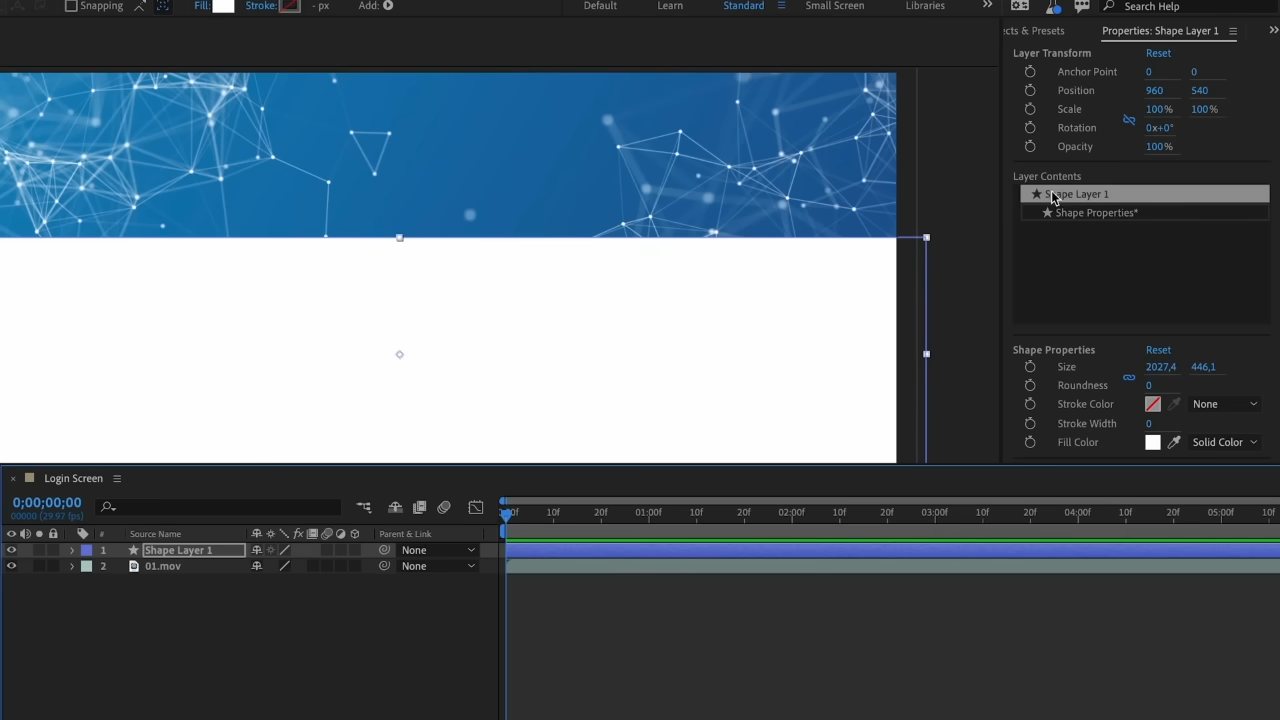 Snapping Fill: Stroke: - px Add: Default Learn Standard Small Screen Libraries Search Help
cts & Presets Properties: Shape Layer 1
Layer Transform Reset
Anchor Point 0 0
Position 960 540
Scale 100% 100%
Rotation 0x+0°
Opacity 100%
Layer Contents
Shape Layer 1
Shape Properties*
Shape Properties Reset
Size 2027,4 446,1
Roundness 0
Stroke Color None
Stroke Width 0
Fill Color Solid Color
Login Screen
0;00;00;00
00000 (29.97 fps)
:00f 10f 20f 01:00f 10f 20f 02:00f 10f 20f 03:00f 10f 20f 04:00f 10f 20f 05:00f 10f
# Source Name fx Parent & Link
1 Shape Layer 1 None
2 01.mov None